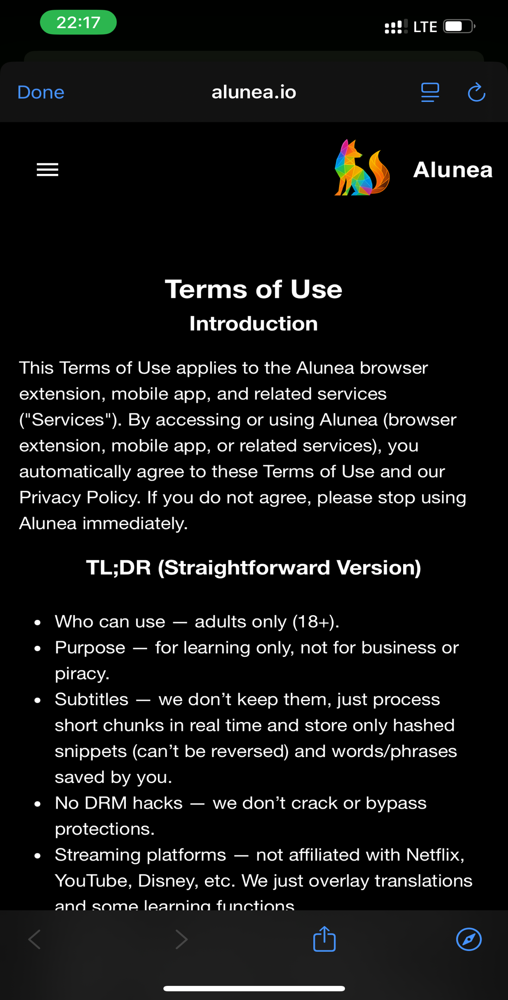 22:17
LTE
Done
alunea.io
Alunea
Terms of Use
Introduction
This Terms of Use applies to the Alunea browser
extension, mobile app, and related services
("Services"). By accessing or using Alunea (browser
extension, mobile app, or related services), you
automatically agree to these Terms of Use and our
Privacy Policy. If you do not agree, please stop using
Alunea immediately.
TL;DR (Straightforward Version)
• Who can use — adults only (18+).
• Purpose — for learning only, not for business or
piracy.
• Subtitles — we don’t keep them, just process
short chunks in real time and store only hashed
snippets (can’t be reversed) and words/phrases
saved by you.
• No DRM hacks — we don’t crack or bypass
protections.
• Streaming platforms — not affiliated with Netflix,
YouTube, Disney, etc. We just overlay translations
and some learning functions